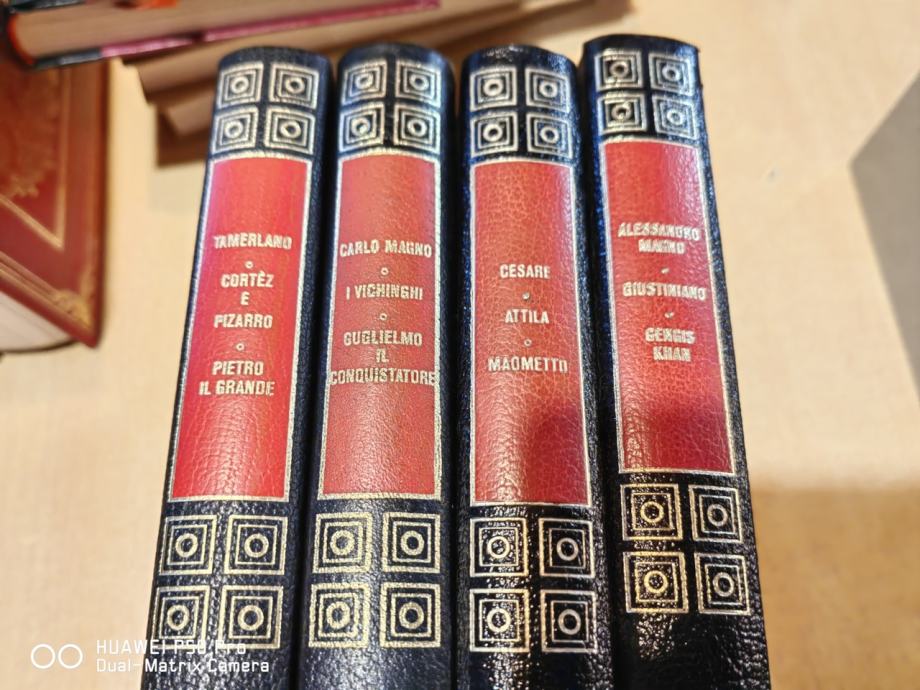 TAMERLANO
CORTÈZ
E
PIZARRO
PIETRO
IL GRANDE
CARLO MAGNO
I VICHINGHI
GUGLIELMO
IL
CONQUISTATORE
CESARE
ATTILA
MAOMETTO
ALESSANDRO
MAGNO
GIUSTINIANO
GENGIS
KHAN
HUAWEI P30 Pro
Dual-Matrix Camera